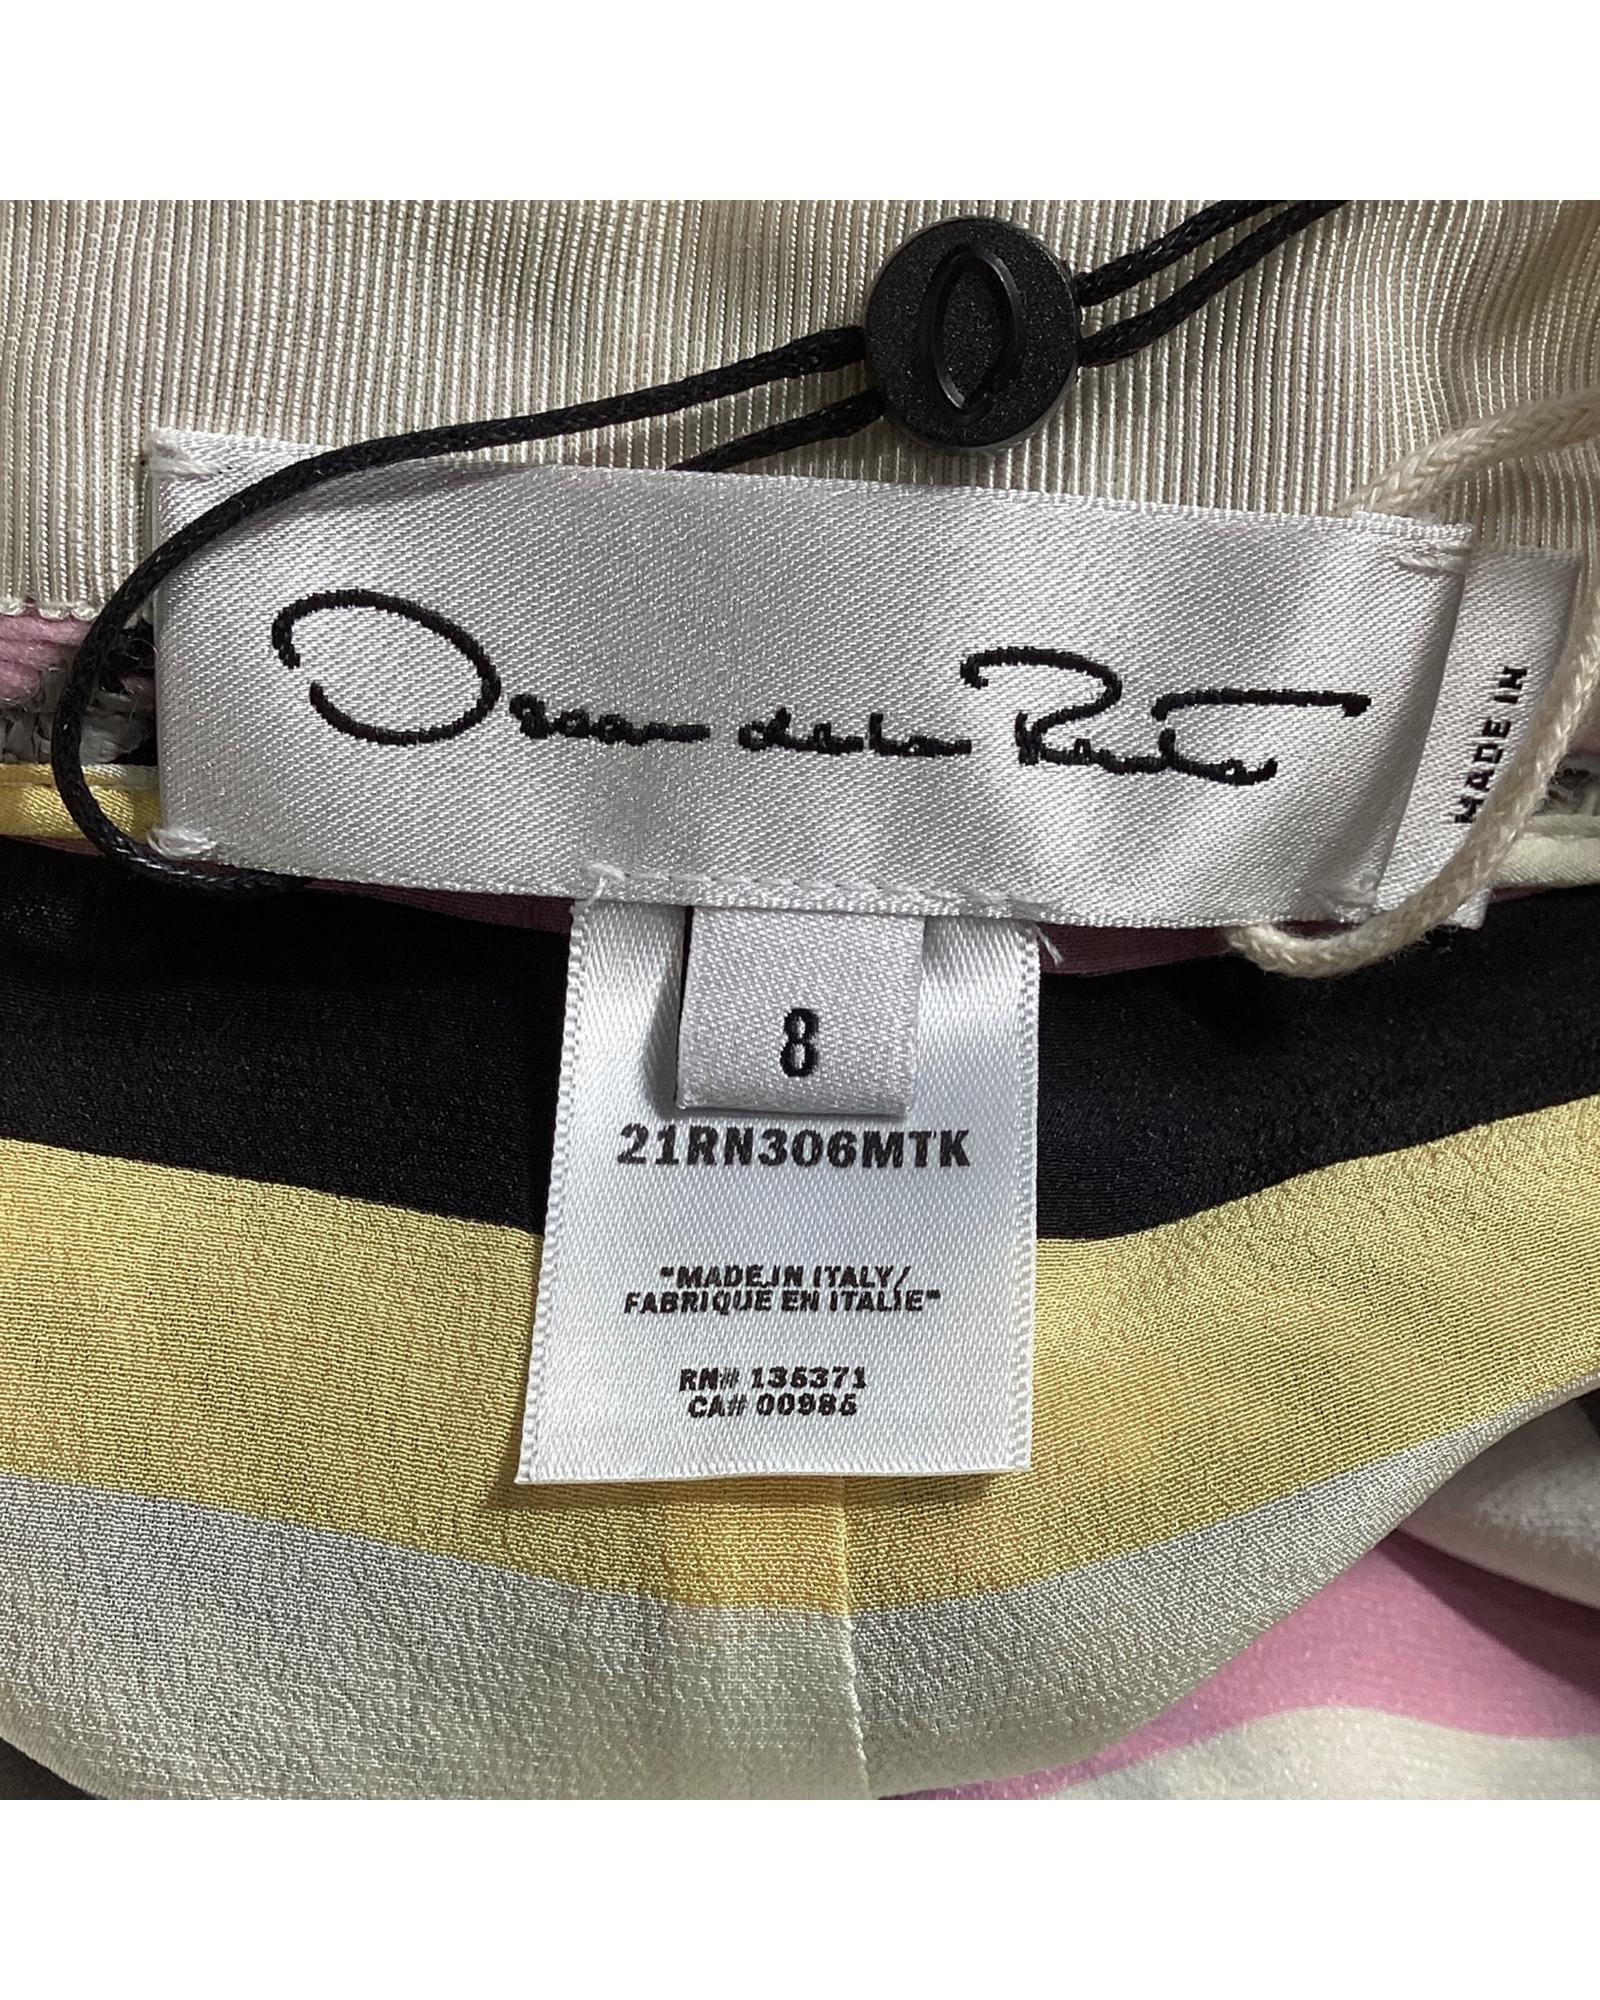 Oscar de la Renta
MADE IN
8
21RN306MTK
"MADE IN ITALY/
FABRIQUE EN ITALIE"
RN# 135371
CA# 00985